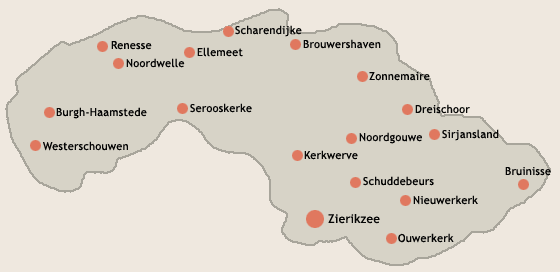 Scharendijke
Renesse
Brouwershaven
Ellemeet
Noordwelle
Zonnemaire
Serooskerke
Dreischoor
Burgh-Haamstede
Sirjansland
Noordgouwe
Westerschouwen
Kerkwerve
Bruinisse
Schuddebeurs
Nieuwerkerk
Zierikzee
Ouwerkerk